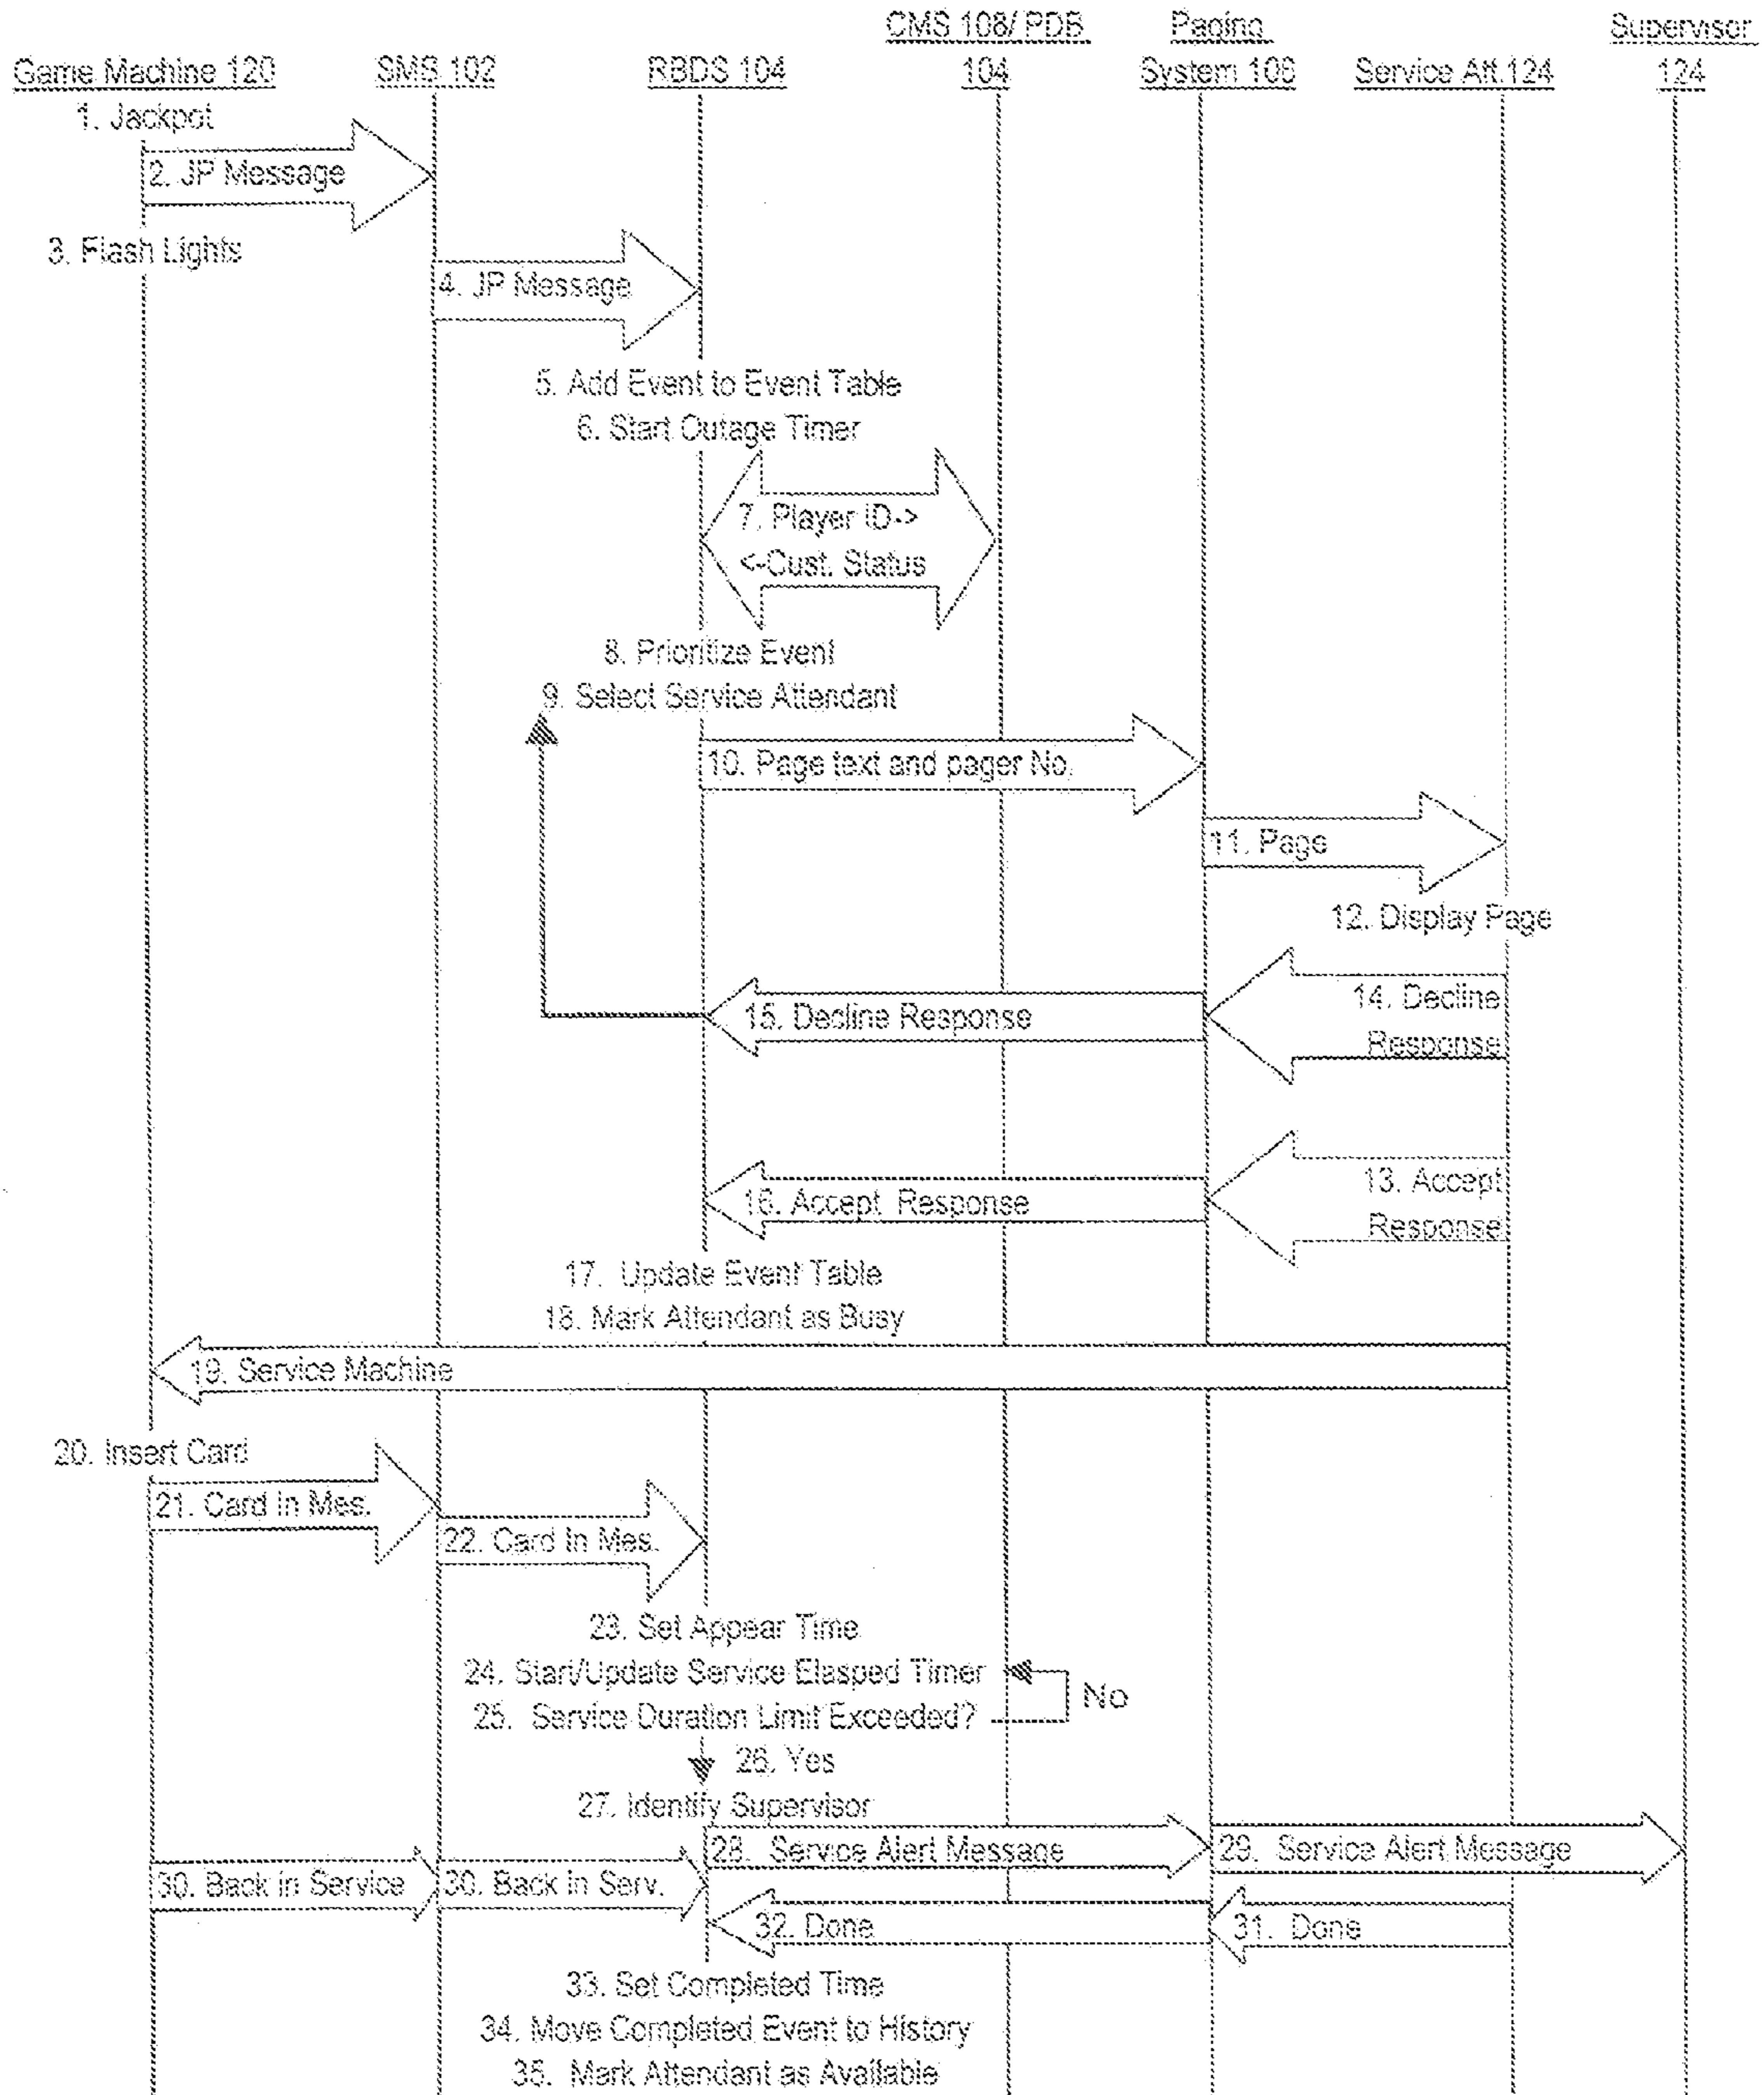 CMS 108/ PDB
Paging
Supervisor
Game Machine 120
SMS 102
RBDS 104
104
System 106
Service Att.124
124
1. Jackpot
2. JP Message
3. Flash Lights
4. JP Message
5. Add Event to Event Table
6. Start Outage Timer
7. Player ID->
<-Cust. Status
8. Prioritize Event
9. Select Service Attendant
10. Page text and pager No.
11. Page
12. Display Page
14. Decline
15. Decline Response
Response
13. Accept
16. Accept Response
Response
17. Update Event Table
18. Mark Attendant as Busy
19. Service Machine
20. Insert Card
21. Card in Mes.
22. Card In Mes.
23. Set Appear Time
24. Start/Update Service Elasped Timer
No
25. Service Duration Limit Exceeded?
26. Yes
27. Identify Supervisor
28. Service Alert Message
29. Service Alert Message
30. Back in Service
30. Back in Serv.
32. Done
31. Done
33. Set Completed Time
34. Move Completed Event to History
35. Mark Attendant as Available